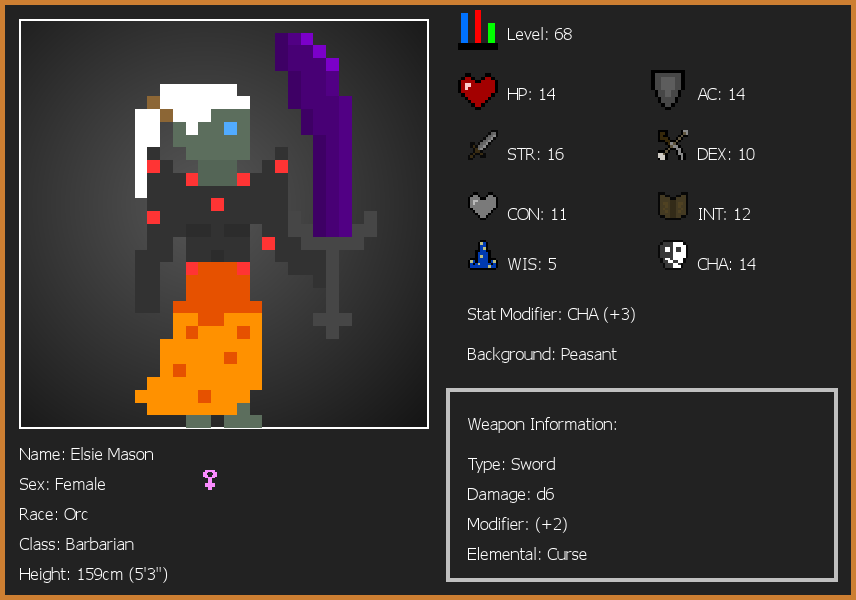 Level: 68
HP: 14
AC: 14
STR: 16
DEX: 10
CON: 11
INT: 12
WIS: 5
CHA: 14
Stat Modifier: CHA (+3)
Background: Peasant
Weapon Information:
Type: Sword
Damage: d6
Modifier: (+2)
Elemental: Curse
Name: Elsie Mason
Sex: Female
Race: Orc
Class: Barbarian
Height: 159cm (5'3")